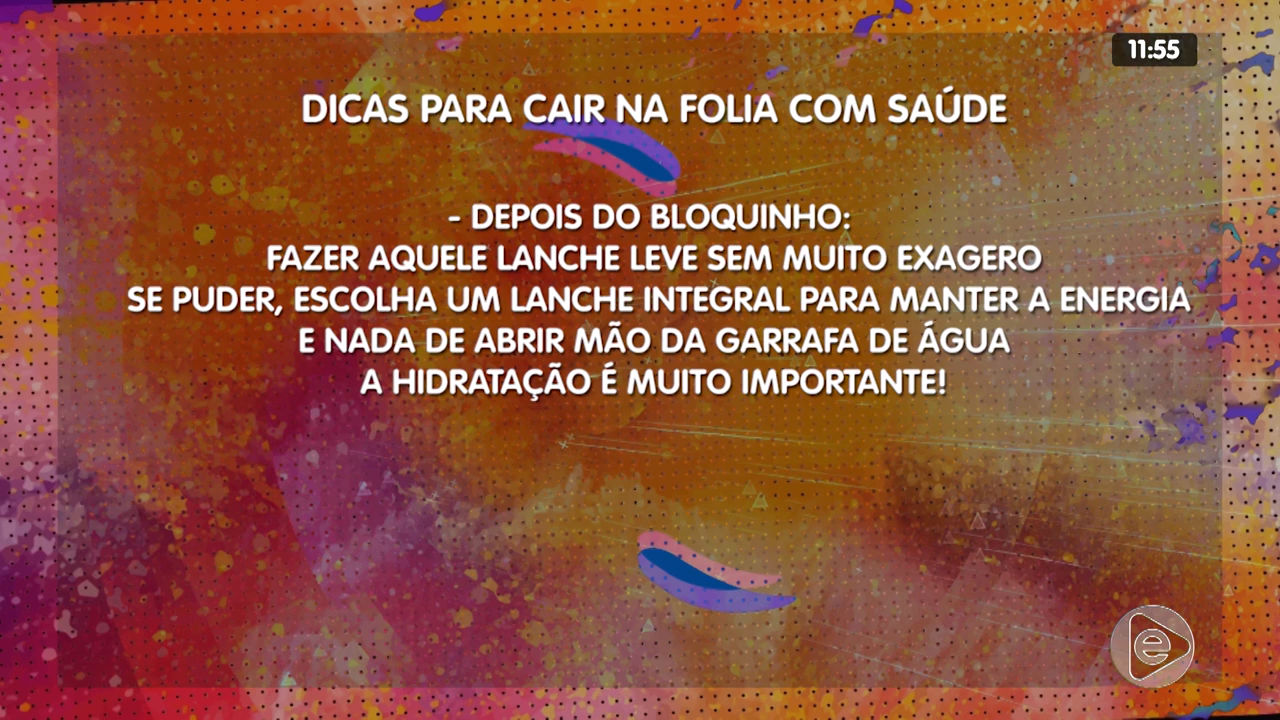 11:55
DICAS PARA CAIR NA FOLIA COM SAÚDE
- DEPOIS DO BLOQUINHO:
FAZER AQUELE LANCHE LEVE SEM MUITO EXAGERO
SE PUDER, ESCOLHA UM LANCHE INTEGRAL PARA MANTER A ENERGIA
E NADA DE ABRIR MÃO DA GARRAFA DE ÁGUA
A HIDRATAÇÃO É MUITO IMPORTANTE!
e